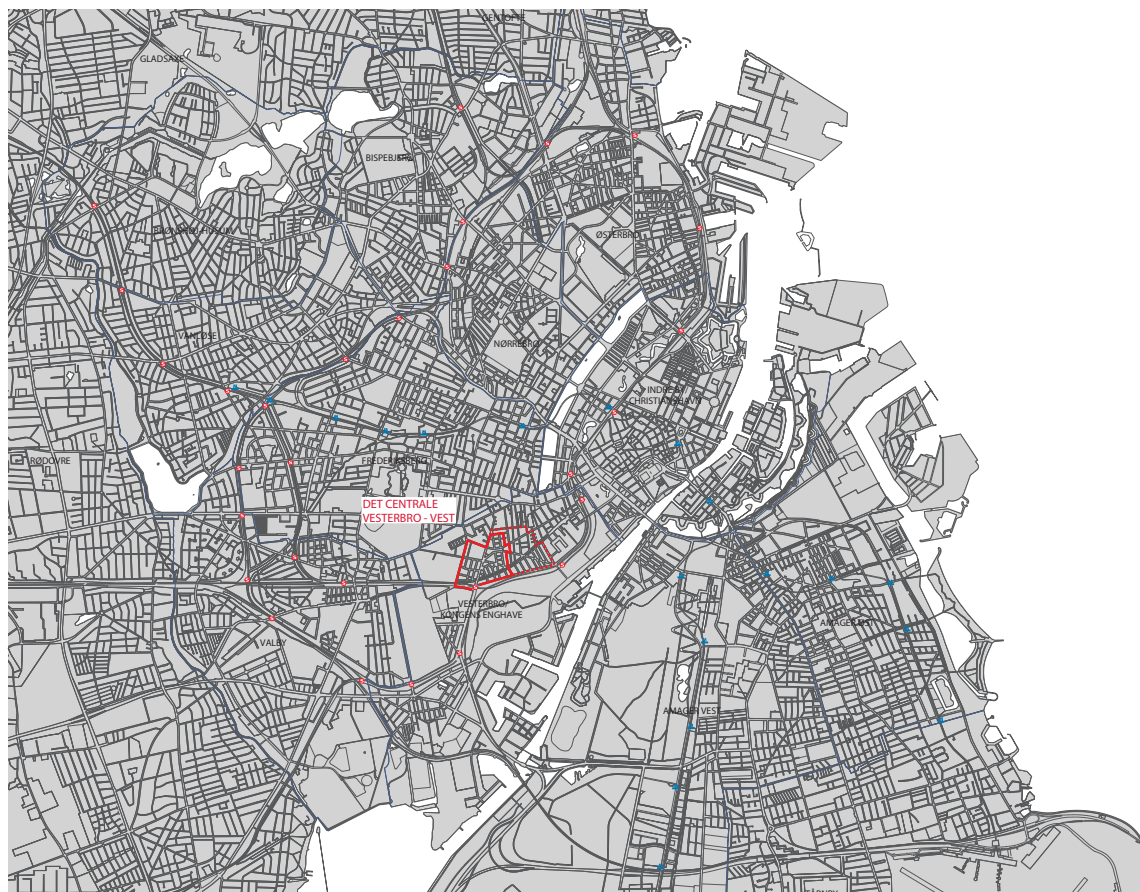 GENTOFTE
GLADSAXE
BISPEBJERG
BRØNSHØJ-HUSUM
ØSTERBRO
VANLØSE
NØRREBRO
INDRE BY
CHRISTIANSHAVN
RØDOVRE
FREDERIKSBERG
DET CENTRALE
VESTERBRO - VEST
VESTERBRO/
KONGENS ENGHAVE
VALBY
AMAGER ØST
AMAGER VEST
TÅRNBY